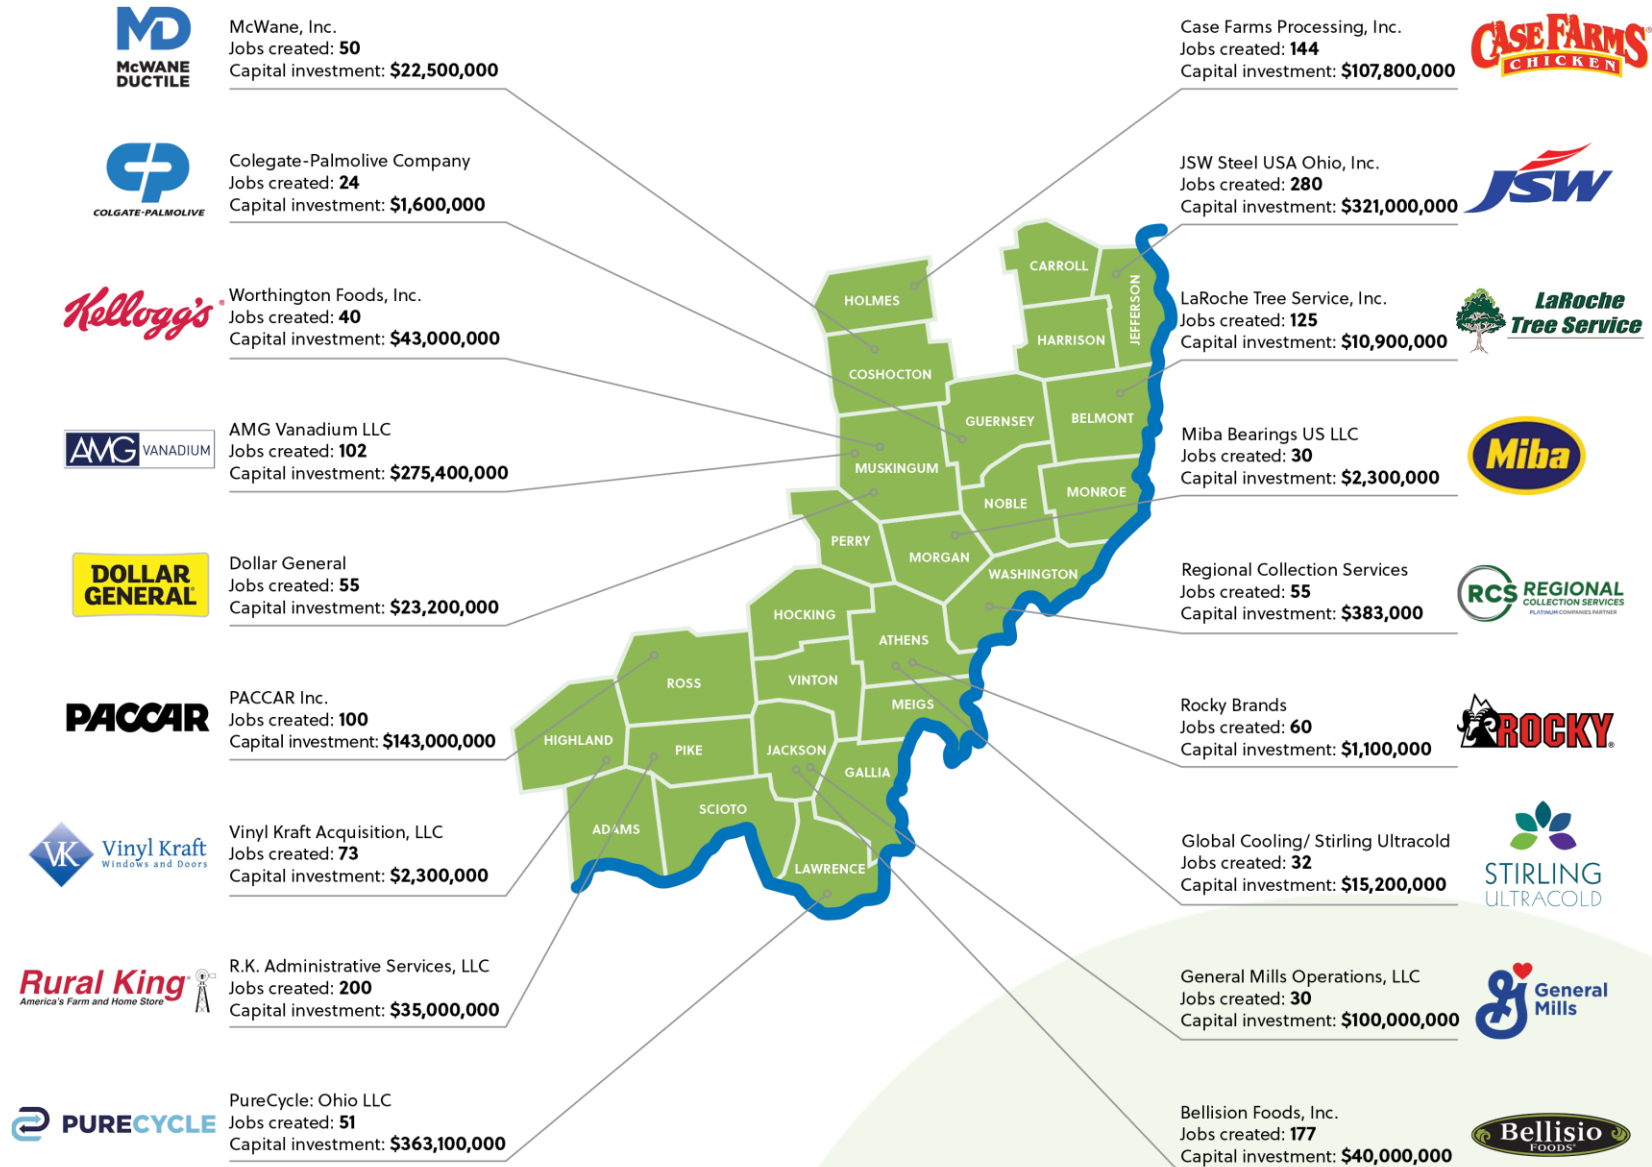 MD
McWANE
DUCTILE
McWane, Inc.
Jobs created: 50
Capital investment: $22,500,000
CP
COLGATE-PALMOLIVE
Colegate-Palmolive Company
Jobs created: 24
Capital investment: $1,600,000
Kellogg's®
Worthington Foods, Inc.
Jobs created: 40
Capital investment: $43,000,000
AMG VANADIUM
AMG Vanadium LLC
Jobs created: 102
Capital investment: $275,400,000
DOLLAR
GENERAL
Dollar General
Jobs created: 55
Capital investment: $23,200,000
PACCAR
PACCAR Inc.
Jobs created: 100
Capital investment: $143,000,000
VK Vinyl Kraft
Windows and Doors
Vinyl Kraft Acquisition, LLC
Jobs created: 73
Capital investment: $2,300,000
Rural King
America's Farm and Home Store
R.K. Administrative Services, LLC
Jobs created: 200
Capital investment: $35,000,000
PURECYCLE
PureCycle: Ohio LLC
Jobs created: 51
Capital investment: $363,100,000
HOLMES
CARROLL
JEFFERSON
HARRISON
COSHOCTON
GUERNSEY
BELMONT
MUSKINGUM
NOBLE
MONROE
PERRY
MORGAN
WASHINGTON
HOCKING
ATHENS
ROSS
VINTON
MEIGS
HIGHLAND
PIKE
JACKSON
GALLIA
SCIOTO
ADAMS
LAWRENCE
Case Farms Processing, Inc.
Jobs created: 144
Capital investment: $107,800,000
CASE FARMS
CHICKEN
JSW Steel USA Ohio, Inc.
Jobs created: 280
Capital investment: $321,000,000
JSW
LaRoche Tree Service, Inc.
Jobs created: 125
Capital investment: $10,900,000
LaRoche
Tree Service
Miba Bearings US LLC
Jobs created: 30
Capital investment: $2,300,000
Miba
Regional Collection Services
Jobs created: 55
Capital investment: $383,000
RCS REGIONAL
COLLECTION SERVICES
PLATINUM COMPANIES PARTNER
Rocky Brands
Jobs created: 60
Capital investment: $1,100,000
ROCKY®
Global Cooling/ Stirling Ultracold
Jobs created: 32
Capital investment: $15,200,000
STIRLING
ULTRACOLD
General Mills Operations, LLC
Jobs created: 30
Capital investment: $100,000,000
G General
Mills
Bellision Foods, Inc.
Jobs created: 177
Capital investment: $40,000,000
Bellisio
FOODS